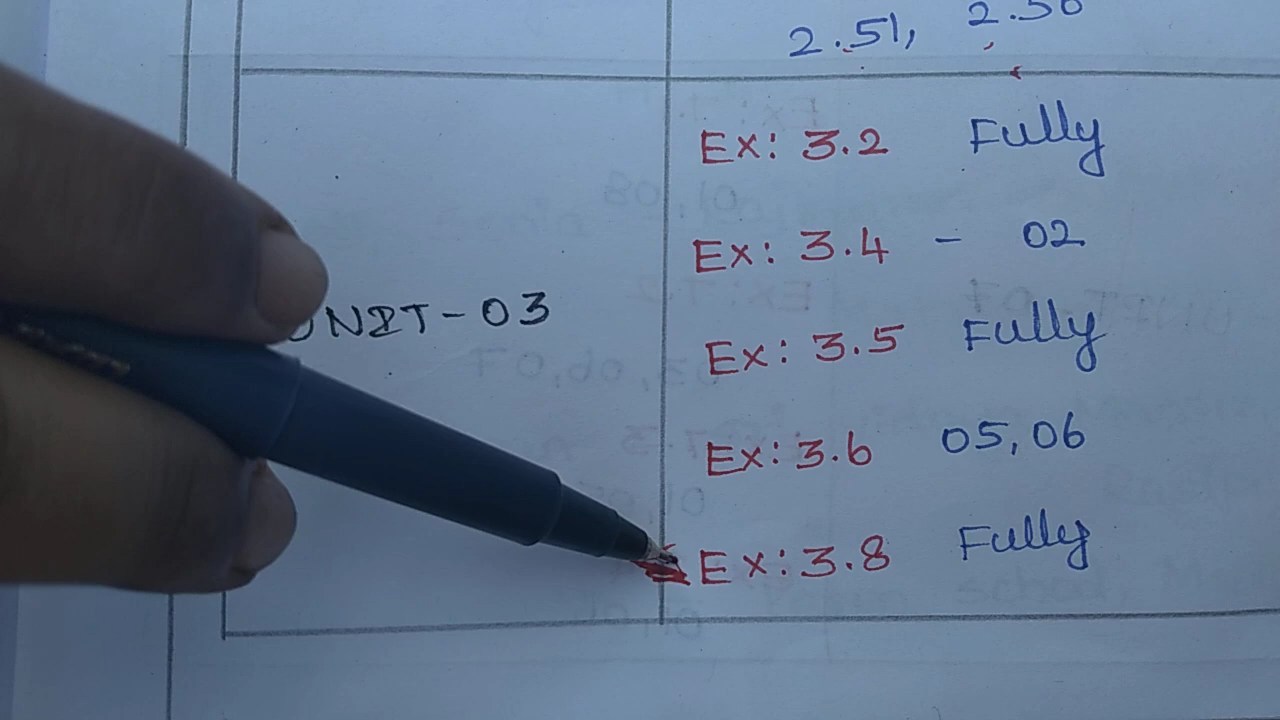 2.51, 2.56
Ex: 3.2 Fully
Ex: 3.4 - 02
UNIT-03
Ex: 3.5 Fully
Ex: 3.6 05,06
Ex: 3.8 Fully